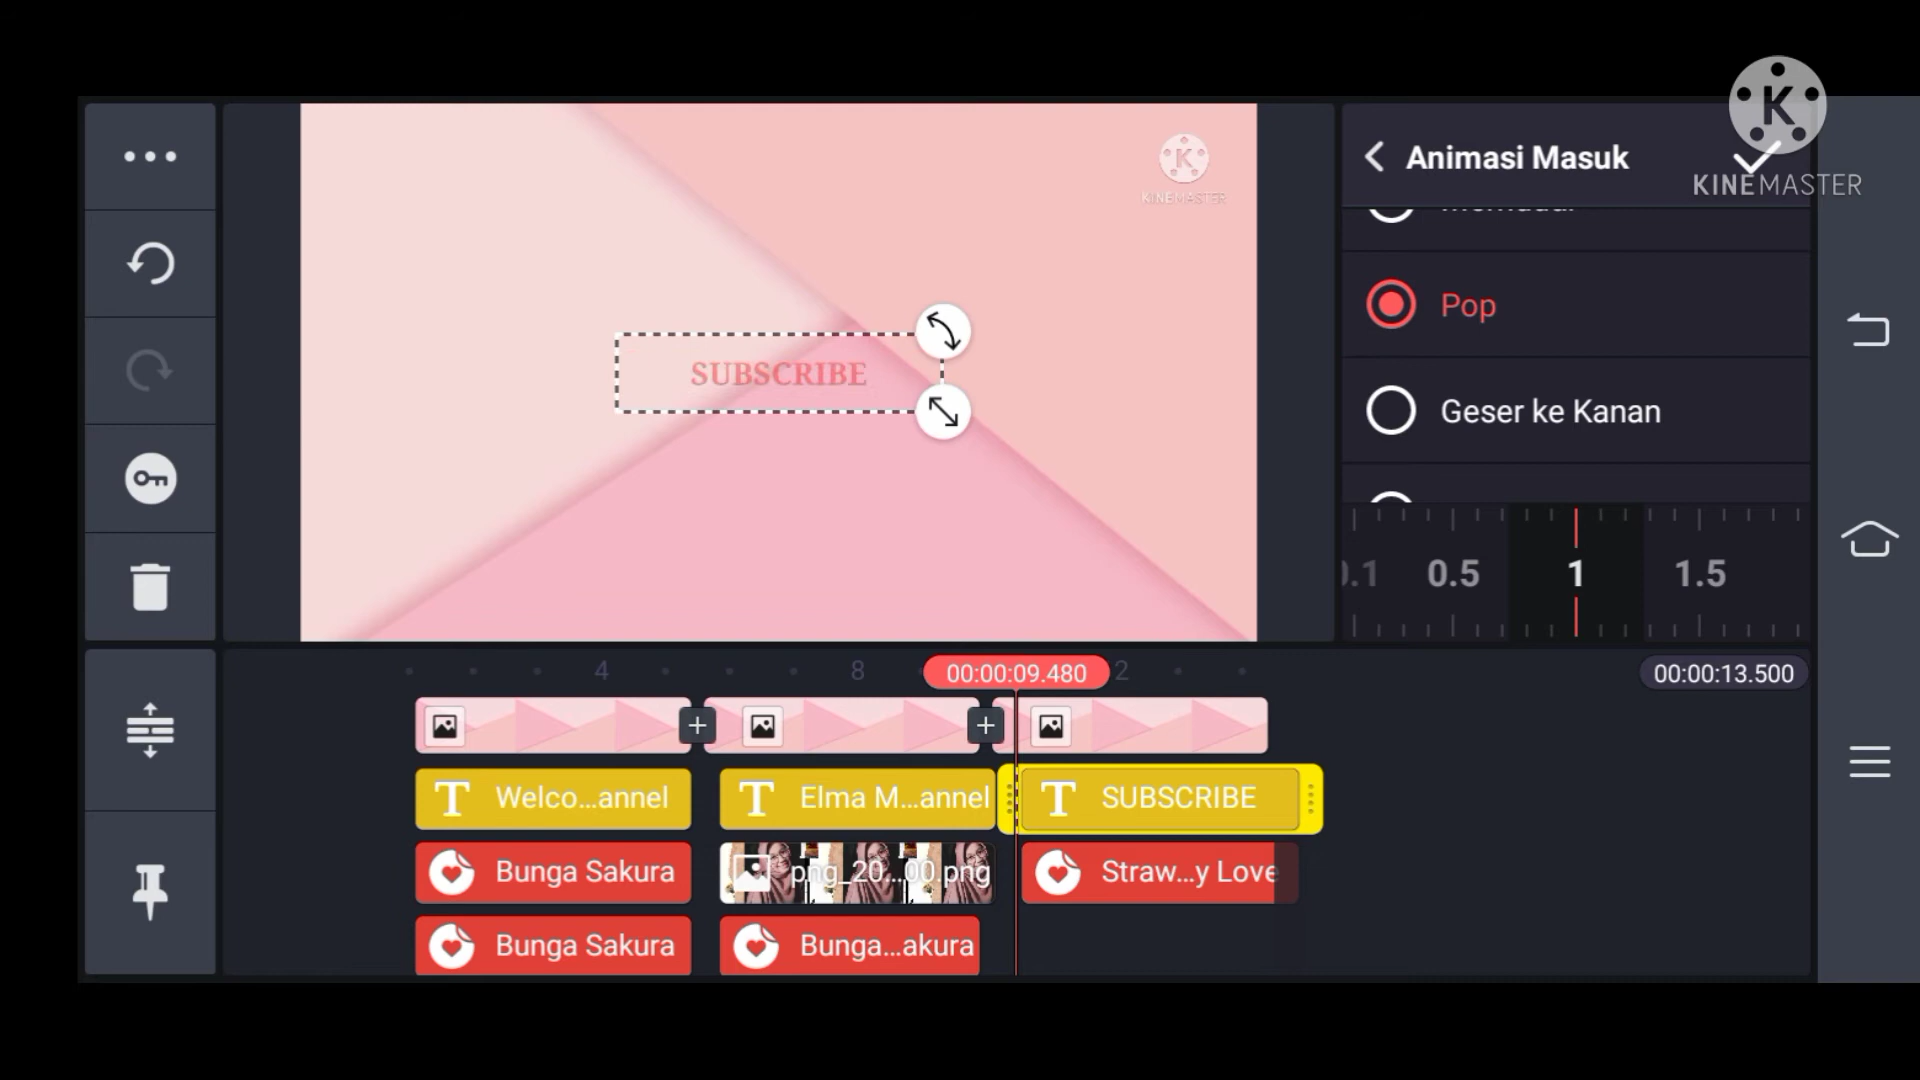 K
KINEMASTER
Animasi Masuk
K
KINEMASTER
Pop
SUBSCRIBE
Geser ke Kanan
0.5 1 1.5
4 8 00:00:09.480 2 00:00:13.500
T Welco...annel T Elma M...annel T SUBSCRIBE
Bunga Sakura png_20...00.png Straw...y Love
Bunga Sakura Bunga...akura